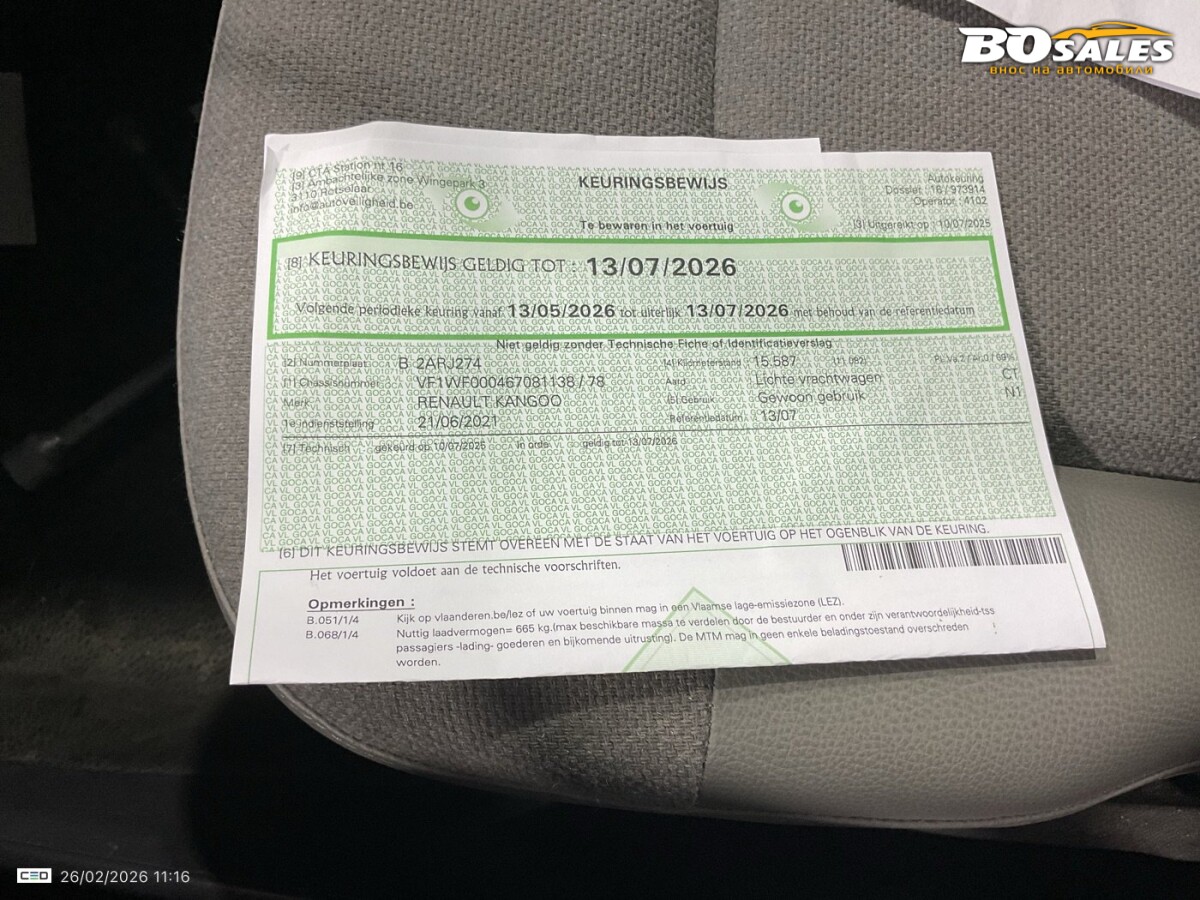 BO SALES
внос на автомобили
[9] CTA Station nt 16
[3] Ambachtelijke zone Wingepark 3
3110 Rotselaar
info@autoveiligheid.be
KEURINGSBEWIJS
Te bewaren in het voertuig
Autokeuring
Dossier : 16 / 973914
Operator : 4102
[3] Uitgereikt op : 10/07/2025
[8] KEURINGSBEWIJS GELDIG TOT : 13/07/2026
Volgende periodieke keuring vanaf 13/05/2026 tot uiterlijk 13/07/2026 met behoud van de referentiedatum
Niet geldig zonder Technische Fiche of Identificatieverslag
[2] Nummerplaat B 2ARJ274 [4] Kilometerstand 15.587
[1] Chassisnummer VF1WF000467081138 / 78 Aard Lichte vrachtwagen CT
Merk RENAULT KANGOO [5] Gebruik Gewoon gebruik N1
1e indienststelling 21/06/2021 Referentiedatum 13/07
[7] Technisch gekeurd op 10/07/2025 in orde geldig tot 13/07/2026
[6] DIT KEURINGSBEWIJS STEMT OVEREEN MET DE STAAT VAN HET VOERTUIG OP HET OGENBLIK VAN DE KEURING.
Het voertuig voldoet aan de technische voorschriften.
Opmerkingen :
B.051/1/4 Kijk op vlaanderen.be/lez of uw voertuig binnen mag in een Vlaamse lage-emissiezone (LEZ).
B.068/1/4 Nuttig laadvermogen= 665 kg.(max beschikbare massa te verdelen door de bestuurder en onder zijn verantwoordelijkheid-tss
passagiers -lading- goederen en bijkomende uitrusting). De MTM mag in geen enkele beladingstoestand overschreden
worden.
CEO 26/02/2026 11:16